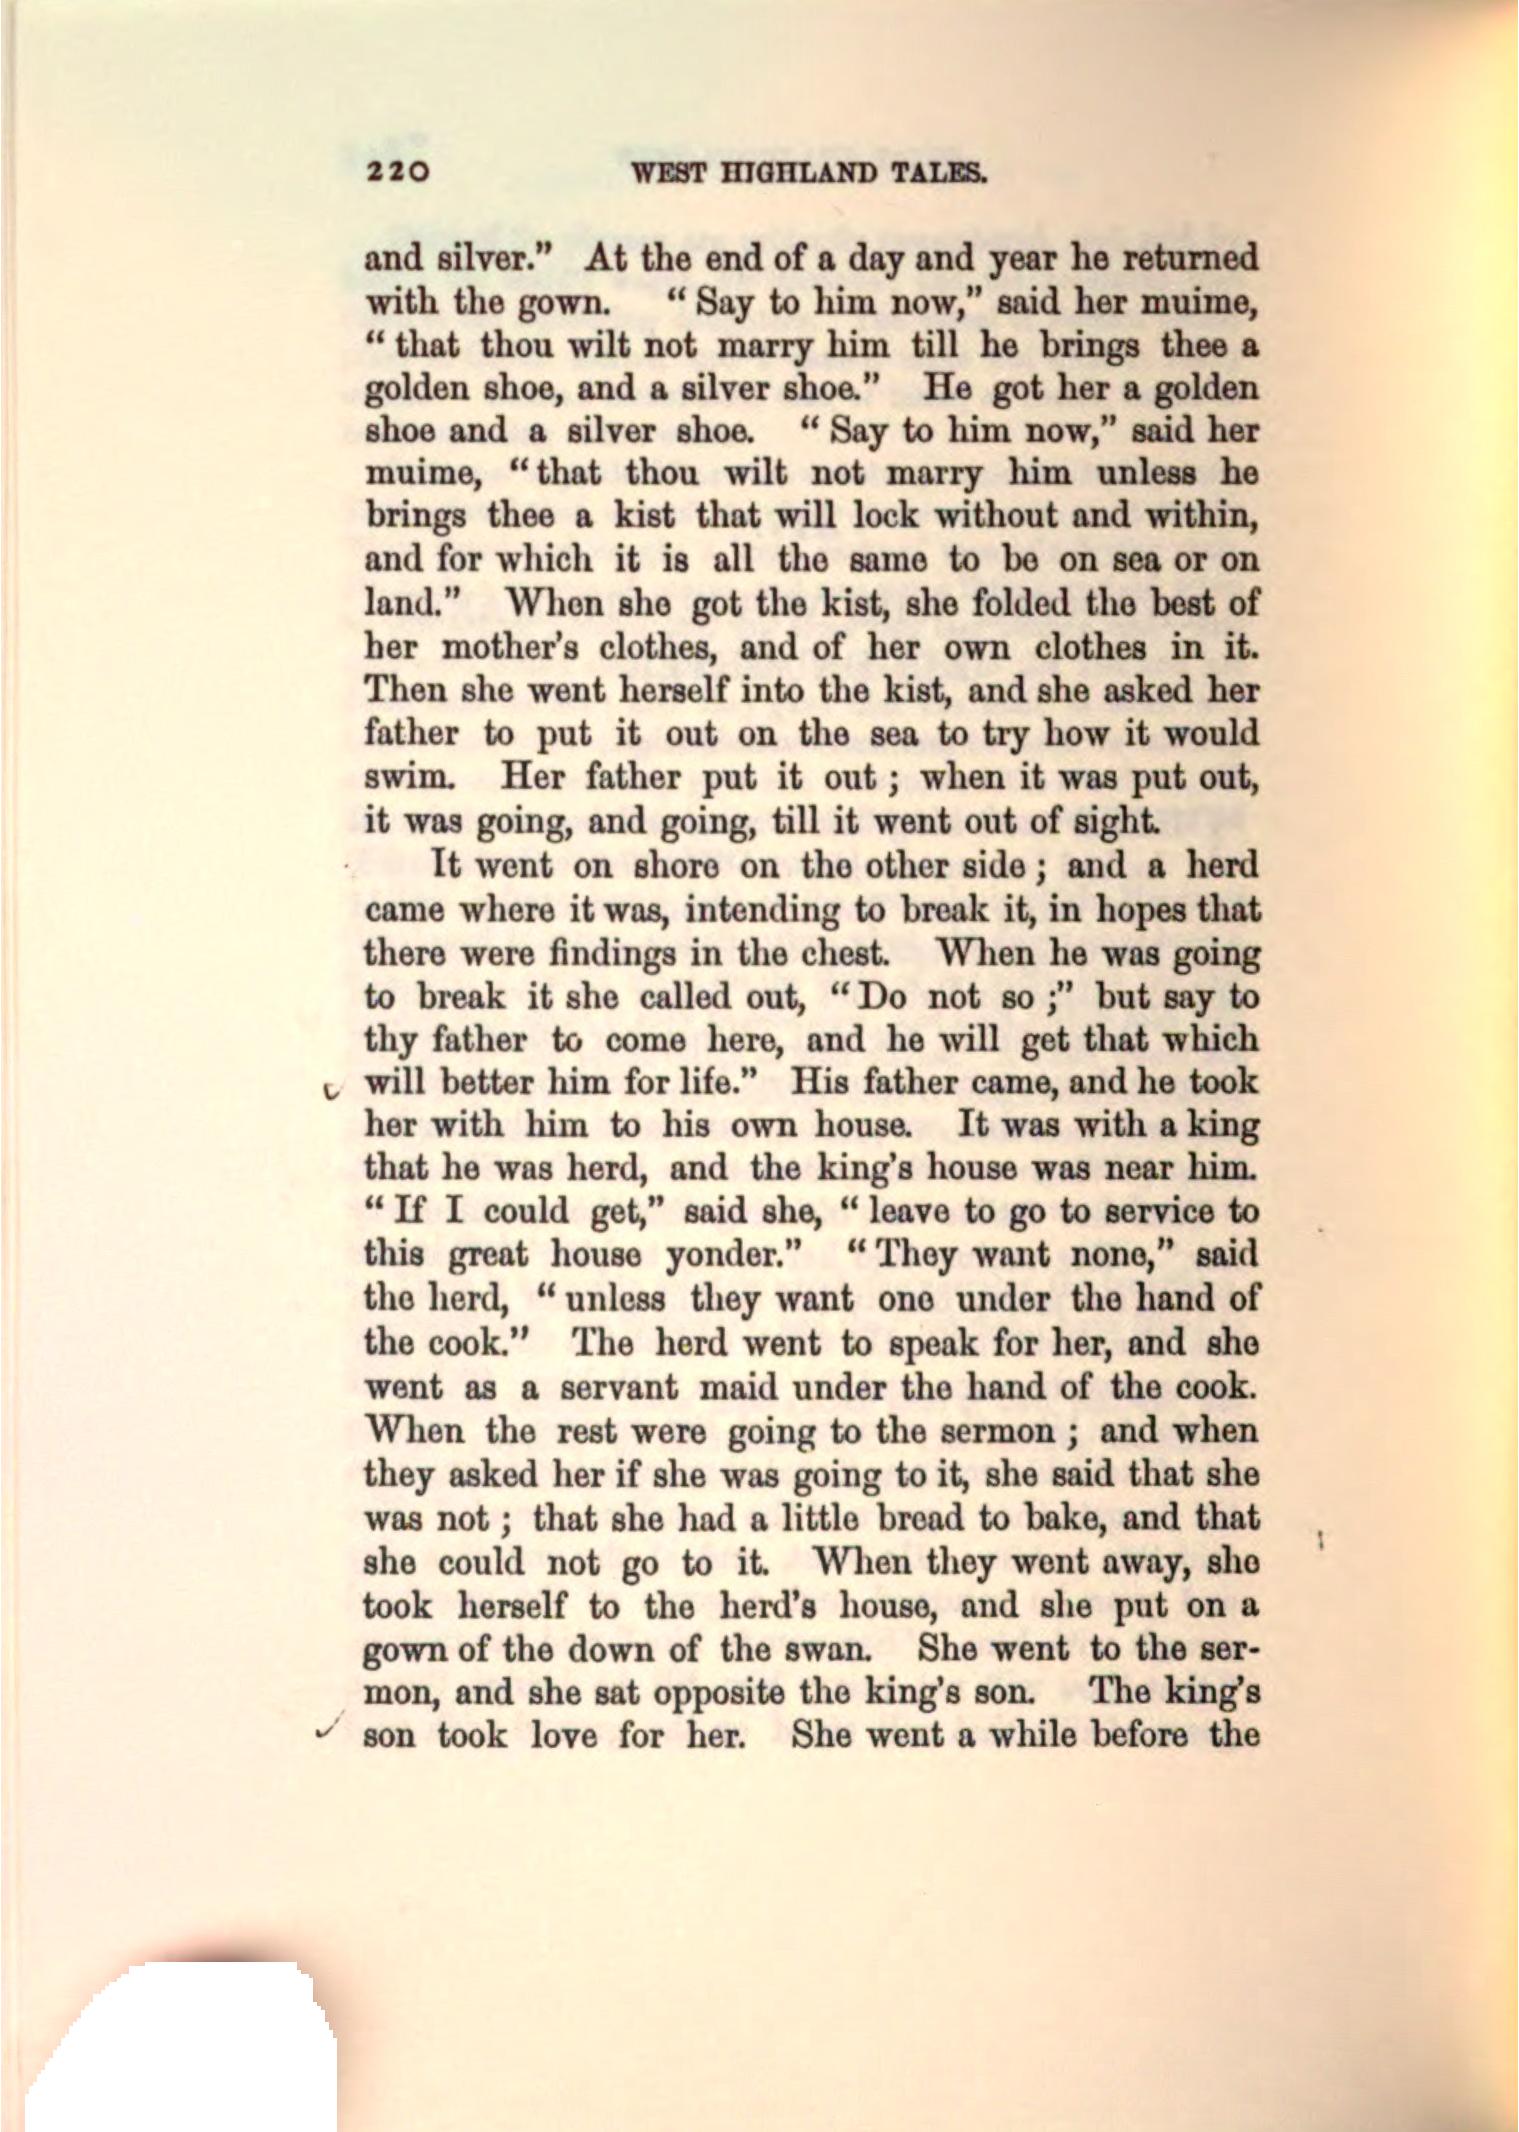 220 WEST HIGHLAND TALES.
and silver." At the end of a day and year he returned
with the gown. "Say to him now," said her muime,
"that thou wilt not marry him till he brings thee a
golden shoe, and a silver shoe." He got her a golden
shoe and a silver shoe. "Say to him now," said her
muime, "that thou wilt not marry him unless he
brings thee a kist that will lock without and within,
and for which it is all the same to be on sea or on
land." When she got the kist, she folded the best of
her mother's clothes, and of her own clothes in it.
Then she went herself into the kist, and she asked her
father to put it out on the sea to try how it would
swim. Her father put it out; when it was put out,
it was going, and going, till it went out of sight.
It went on shore on the other side; and a herd
came where it was, intending to break it, in hopes that
there were findings in the chest. When he was going
to break it she called out, "Do not so;" but say to
thy father to come here, and he will get that which
will better him for life." His father came, and he took
her with him to his own house. It was with a king
that he was herd, and the king's house was near him.
"If I could get," said she, "leave to go to service to
this great house yonder." "They want none," said
the herd, "unless they want one under the hand of
the cook." The herd went to speak for her, and she
went as a servant maid under the hand of the cook.
When the rest were going to the sermon; and when
they asked her if she was going to it, she said that she
was not; that she had a little bread to bake, and that
she could not go to it. When they went away, she
took herself to the herd's house, and she put on a
gown of the down of the swan. She went to the ser-
mon, and she sat opposite the king's son. The king's
son took love for her. She went a while before the